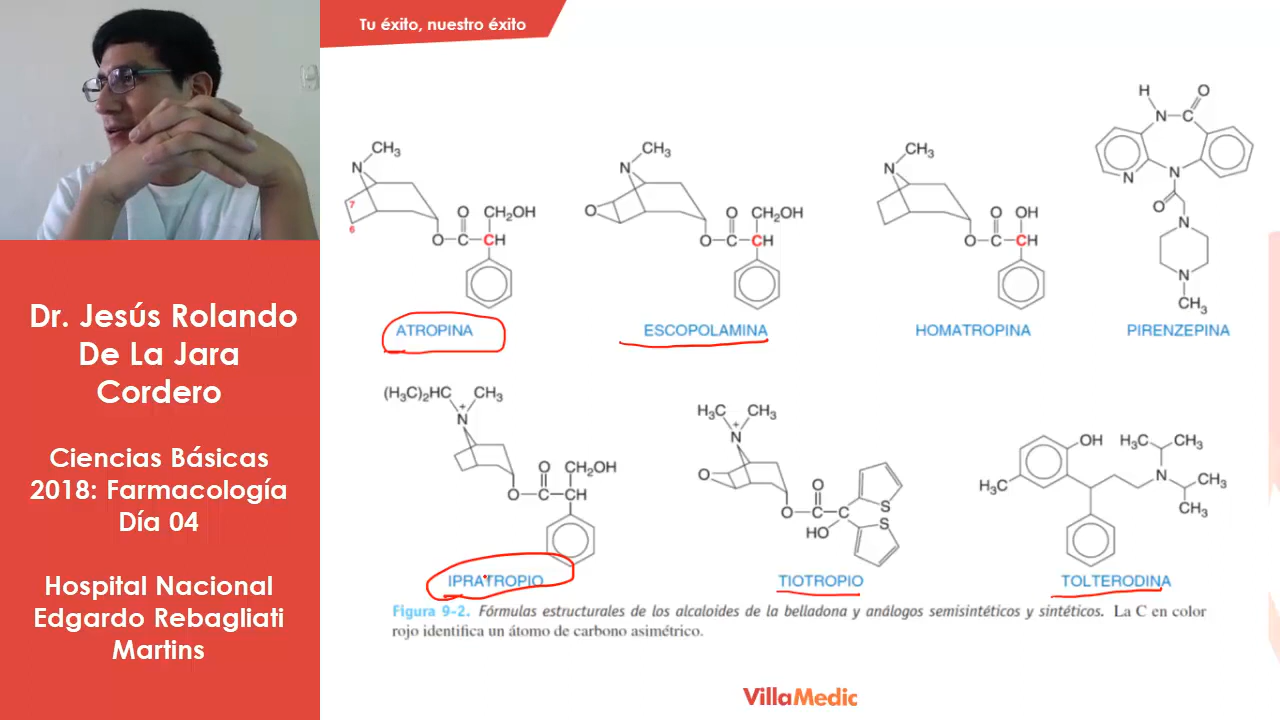 Tu éxito, nuestro éxito
Dr. Jesús Rolando
De La Jara
Cordero
Ciencias Básicas
2018: Farmacología
Día 04
Hospital Nacional
Edgardo Rebagliati
Martins
N CH₃
7
6
O
O C CH
CH₂OH
ATROPINA
N CH₃
O
O
O C CH
CH₂OH
ESCOPOLAMINA
N CH₃
O OH
O C CH
HOMATROPINA
H O
N C
N N
O
N
N
CH₃
PIRENZEPINA
(H₃C)₂HC CH₃
+
N
O CH₂OH
O C CH
IPRATROPIO
H₃C CH₃
+
N
O
O
O C C
HO
S
S
TIOTROPIO
OH H₃C CH₃
N CH₃
H₃C
CH₃
TOLTERODINA
Figura 9-2. Fórmulas estructurales de los alcaloides de la belladona y análogos semisintéticos y sintéticos. La C en color
rojo identifica un átomo de carbono asimétrico.
VillaMedic